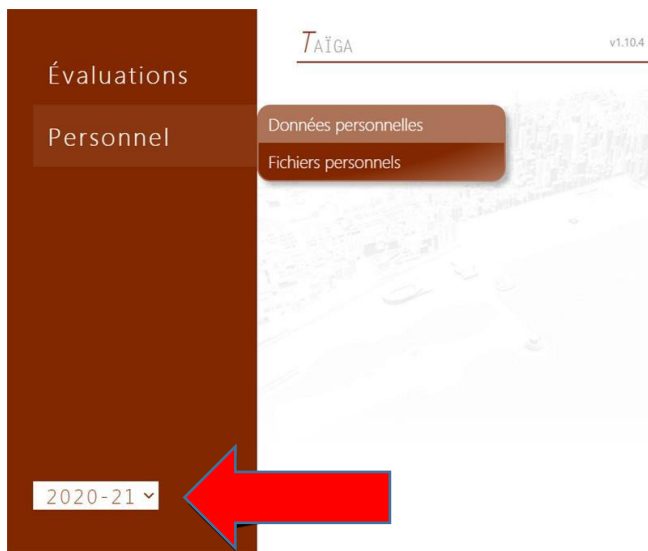 TAÏGA
v1.10.4
Évaluations
Personnel
Données personnelles
Fichiers personnels
2020-21